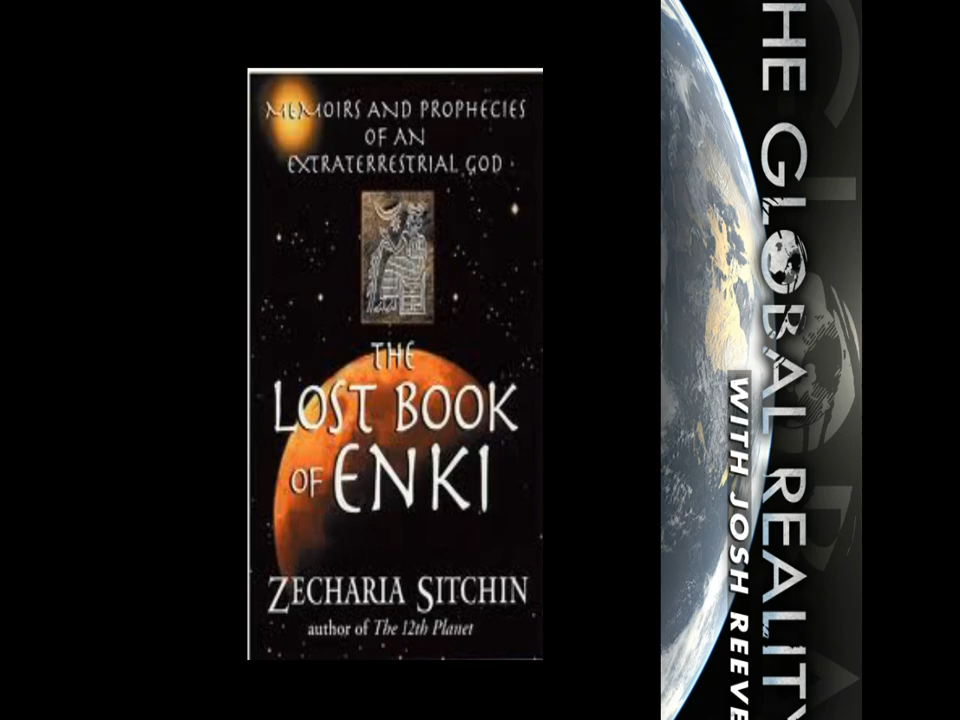 MEMOIRS AND PROPHECIES
OF AN
EXTRATERRESTRIAL GOD
THE
LOST BOOK
OF ENKI
ZECHARIA SITCHIN
author of The 12th Planet
HE GLOBAL REALITY
WITH JOSH REEVE